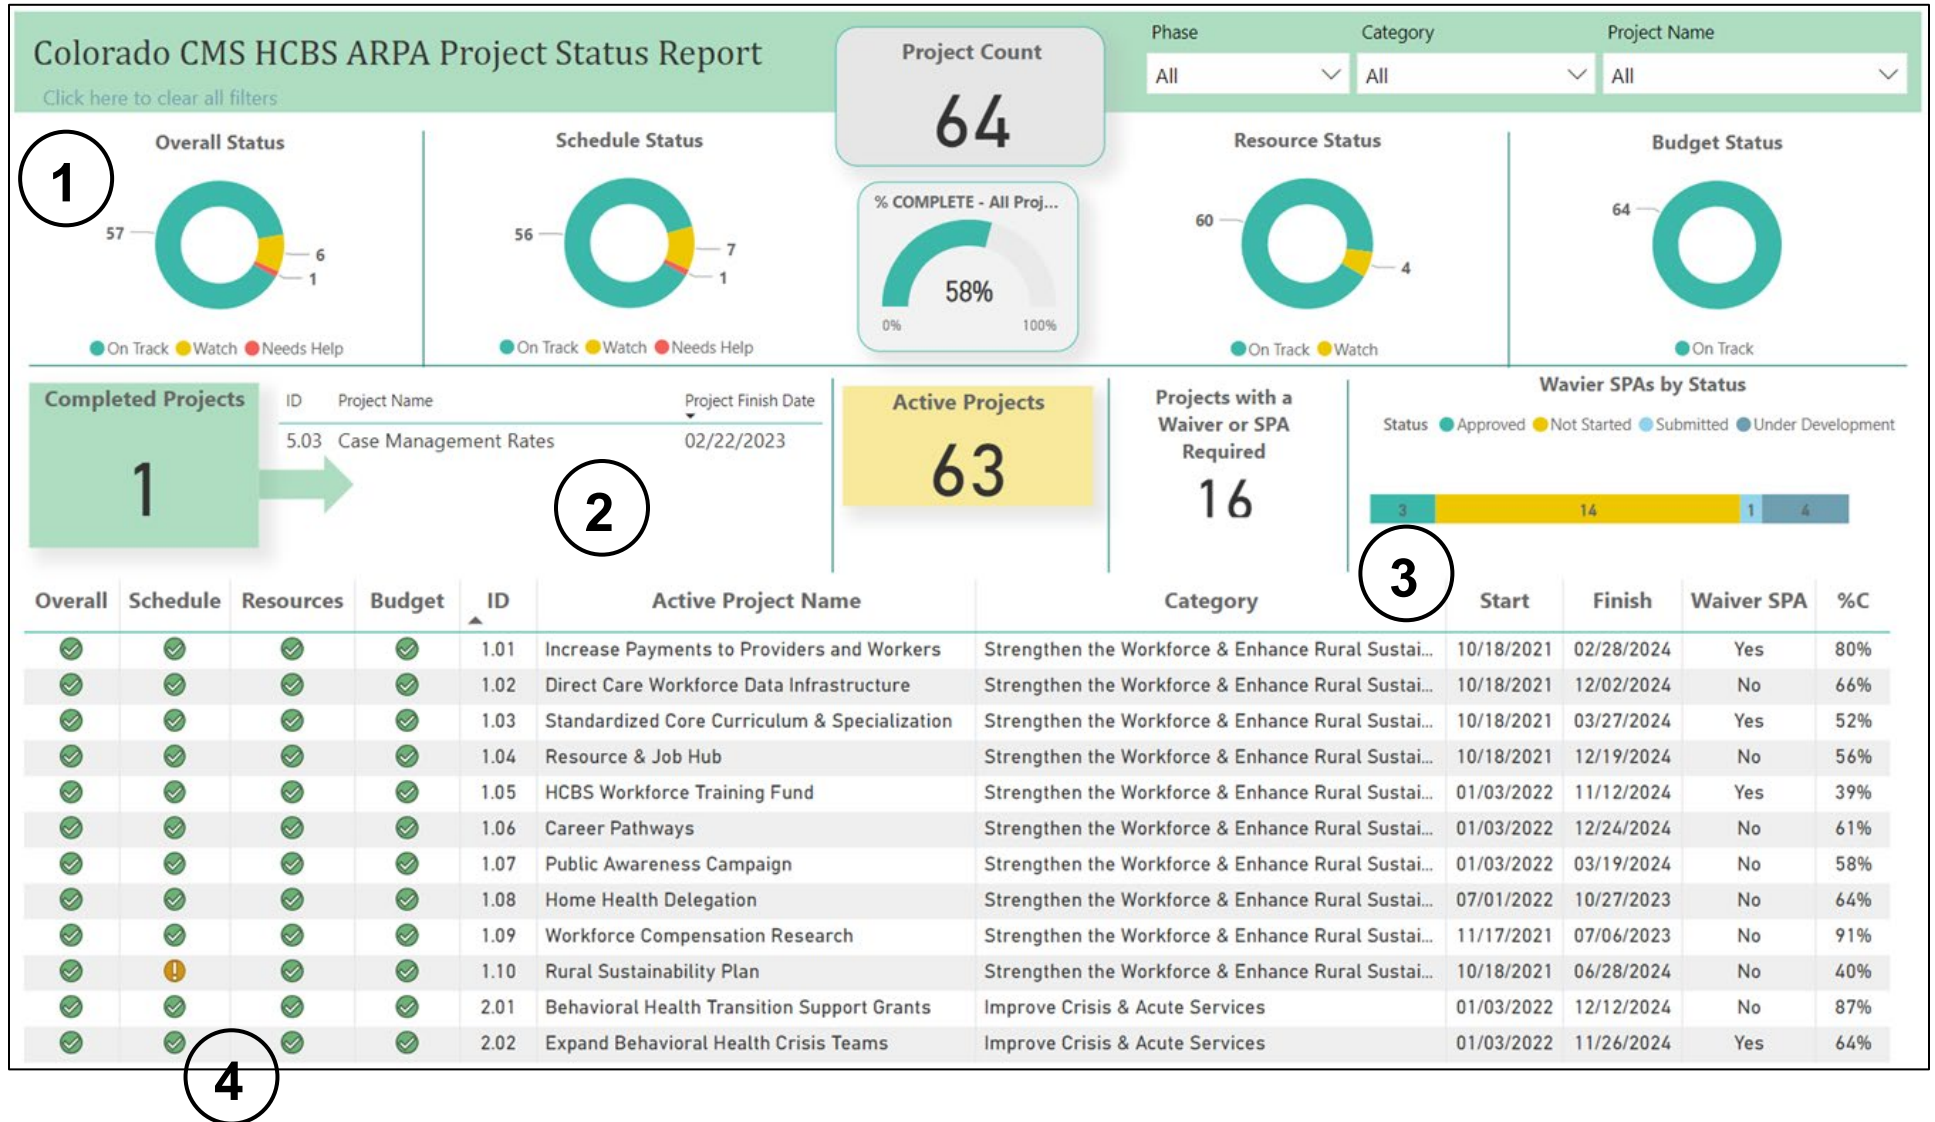 Colorado CMS HCBS ARPA Project Status Report
Click here to clear all filters
Project Count
64
Phase
All
Category
All
Project Name
All
1
Overall Status
57
6
1
On Track Watch Needs Help
Schedule Status
56
7
1
On Track Watch Needs Help
% COMPLETE - All Proj...
58%
0% 100%
Resource Status
60
4
On Track Watch
Budget Status
64
On Track
Completed Projects
1
ID Project Name Project Finish Date
5.03 Case Management Rates 02/22/2023
2
Active Projects
63
Projects with a
Waiver or SPA
Required
16
Wavier SPAs by Status
Status Approved Not Started Submitted Under Development
3 14 1 4
3
Overall Schedule Resources Budget ID Active Project Name Category Start Finish Waiver SPA %C
1.01 Increase Payments to Providers and Workers Strengthen the Workforce & Enhance Rural Sustai... 10/18/2021 02/28/2024 Yes 80%
1.02 Direct Care Workforce Data Infrastructure Strengthen the Workforce & Enhance Rural Sustai... 10/18/2021 12/02/2024 No 66%
1.03 Standardized Core Curriculum & Specialization Strengthen the Workforce & Enhance Rural Sustai... 10/18/2021 03/27/2024 Yes 52%
1.04 Resource & Job Hub Strengthen the Workforce & Enhance Rural Sustai... 10/18/2021 12/19/2024 No 56%
1.05 HCBS Workforce Training Fund Strengthen the Workforce & Enhance Rural Sustai... 01/03/2022 11/12/2024 Yes 39%
1.06 Career Pathways Strengthen the Workforce & Enhance Rural Sustai... 01/03/2022 12/24/2024 No 61%
1.07 Public Awareness Campaign Strengthen the Workforce & Enhance Rural Sustai... 01/03/2022 03/19/2024 No 58%
1.08 Home Health Delegation Strengthen the Workforce & Enhance Rural Sustai... 07/01/2022 10/27/2023 No 64%
1.09 Workforce Compensation Research Strengthen the Workforce & Enhance Rural Sustai... 11/17/2021 07/06/2023 No 91%
1.10 Rural Sustainability Plan Strengthen the Workforce & Enhance Rural Sustai... 10/18/2021 06/28/2024 No 40%
2.01 Behavioral Health Transition Support Grants Improve Crisis & Acute Services 01/03/2022 12/12/2024 No 87%
2.02 Expand Behavioral Health Crisis Teams Improve Crisis & Acute Services 01/03/2022 11/26/2024 Yes 64%
4